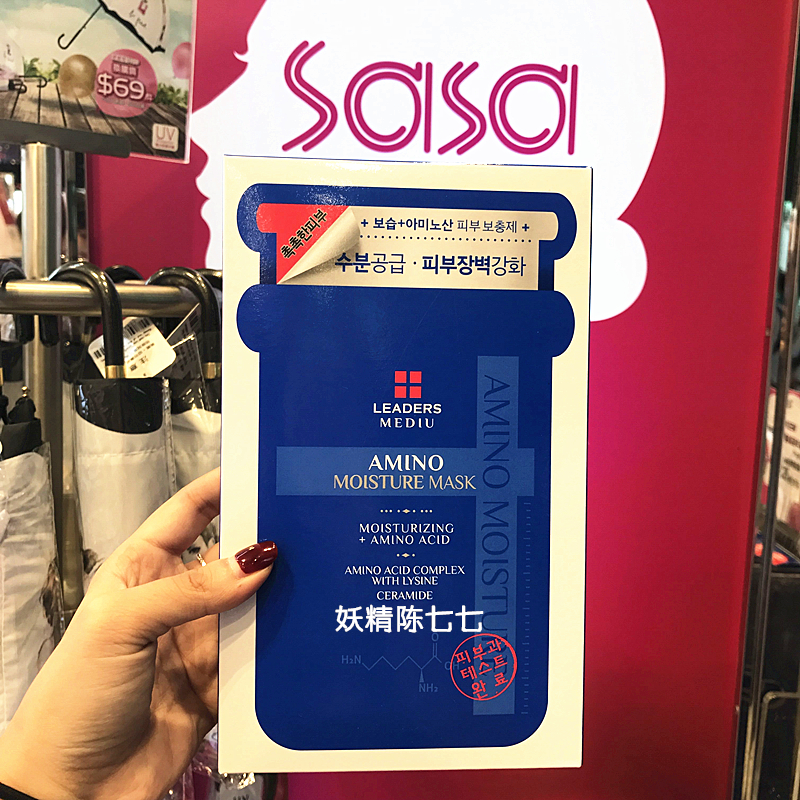 $69
UV
sasa
촉촉한피부
+ 보습+아미노산 피부 보충제 +
수분공급 · 피부장벽강화
LEADERS
MEDIU
AMINO
MOISTURE MASK
AMINO MOISTU
MOISTURIZING
+ AMINO ACID
AMINO ACID COMPLEX
WITH LYSINE
CERAMIDE
妖精陈七七
H₂N
O
OH
NH₂
피부과
테스트
완료